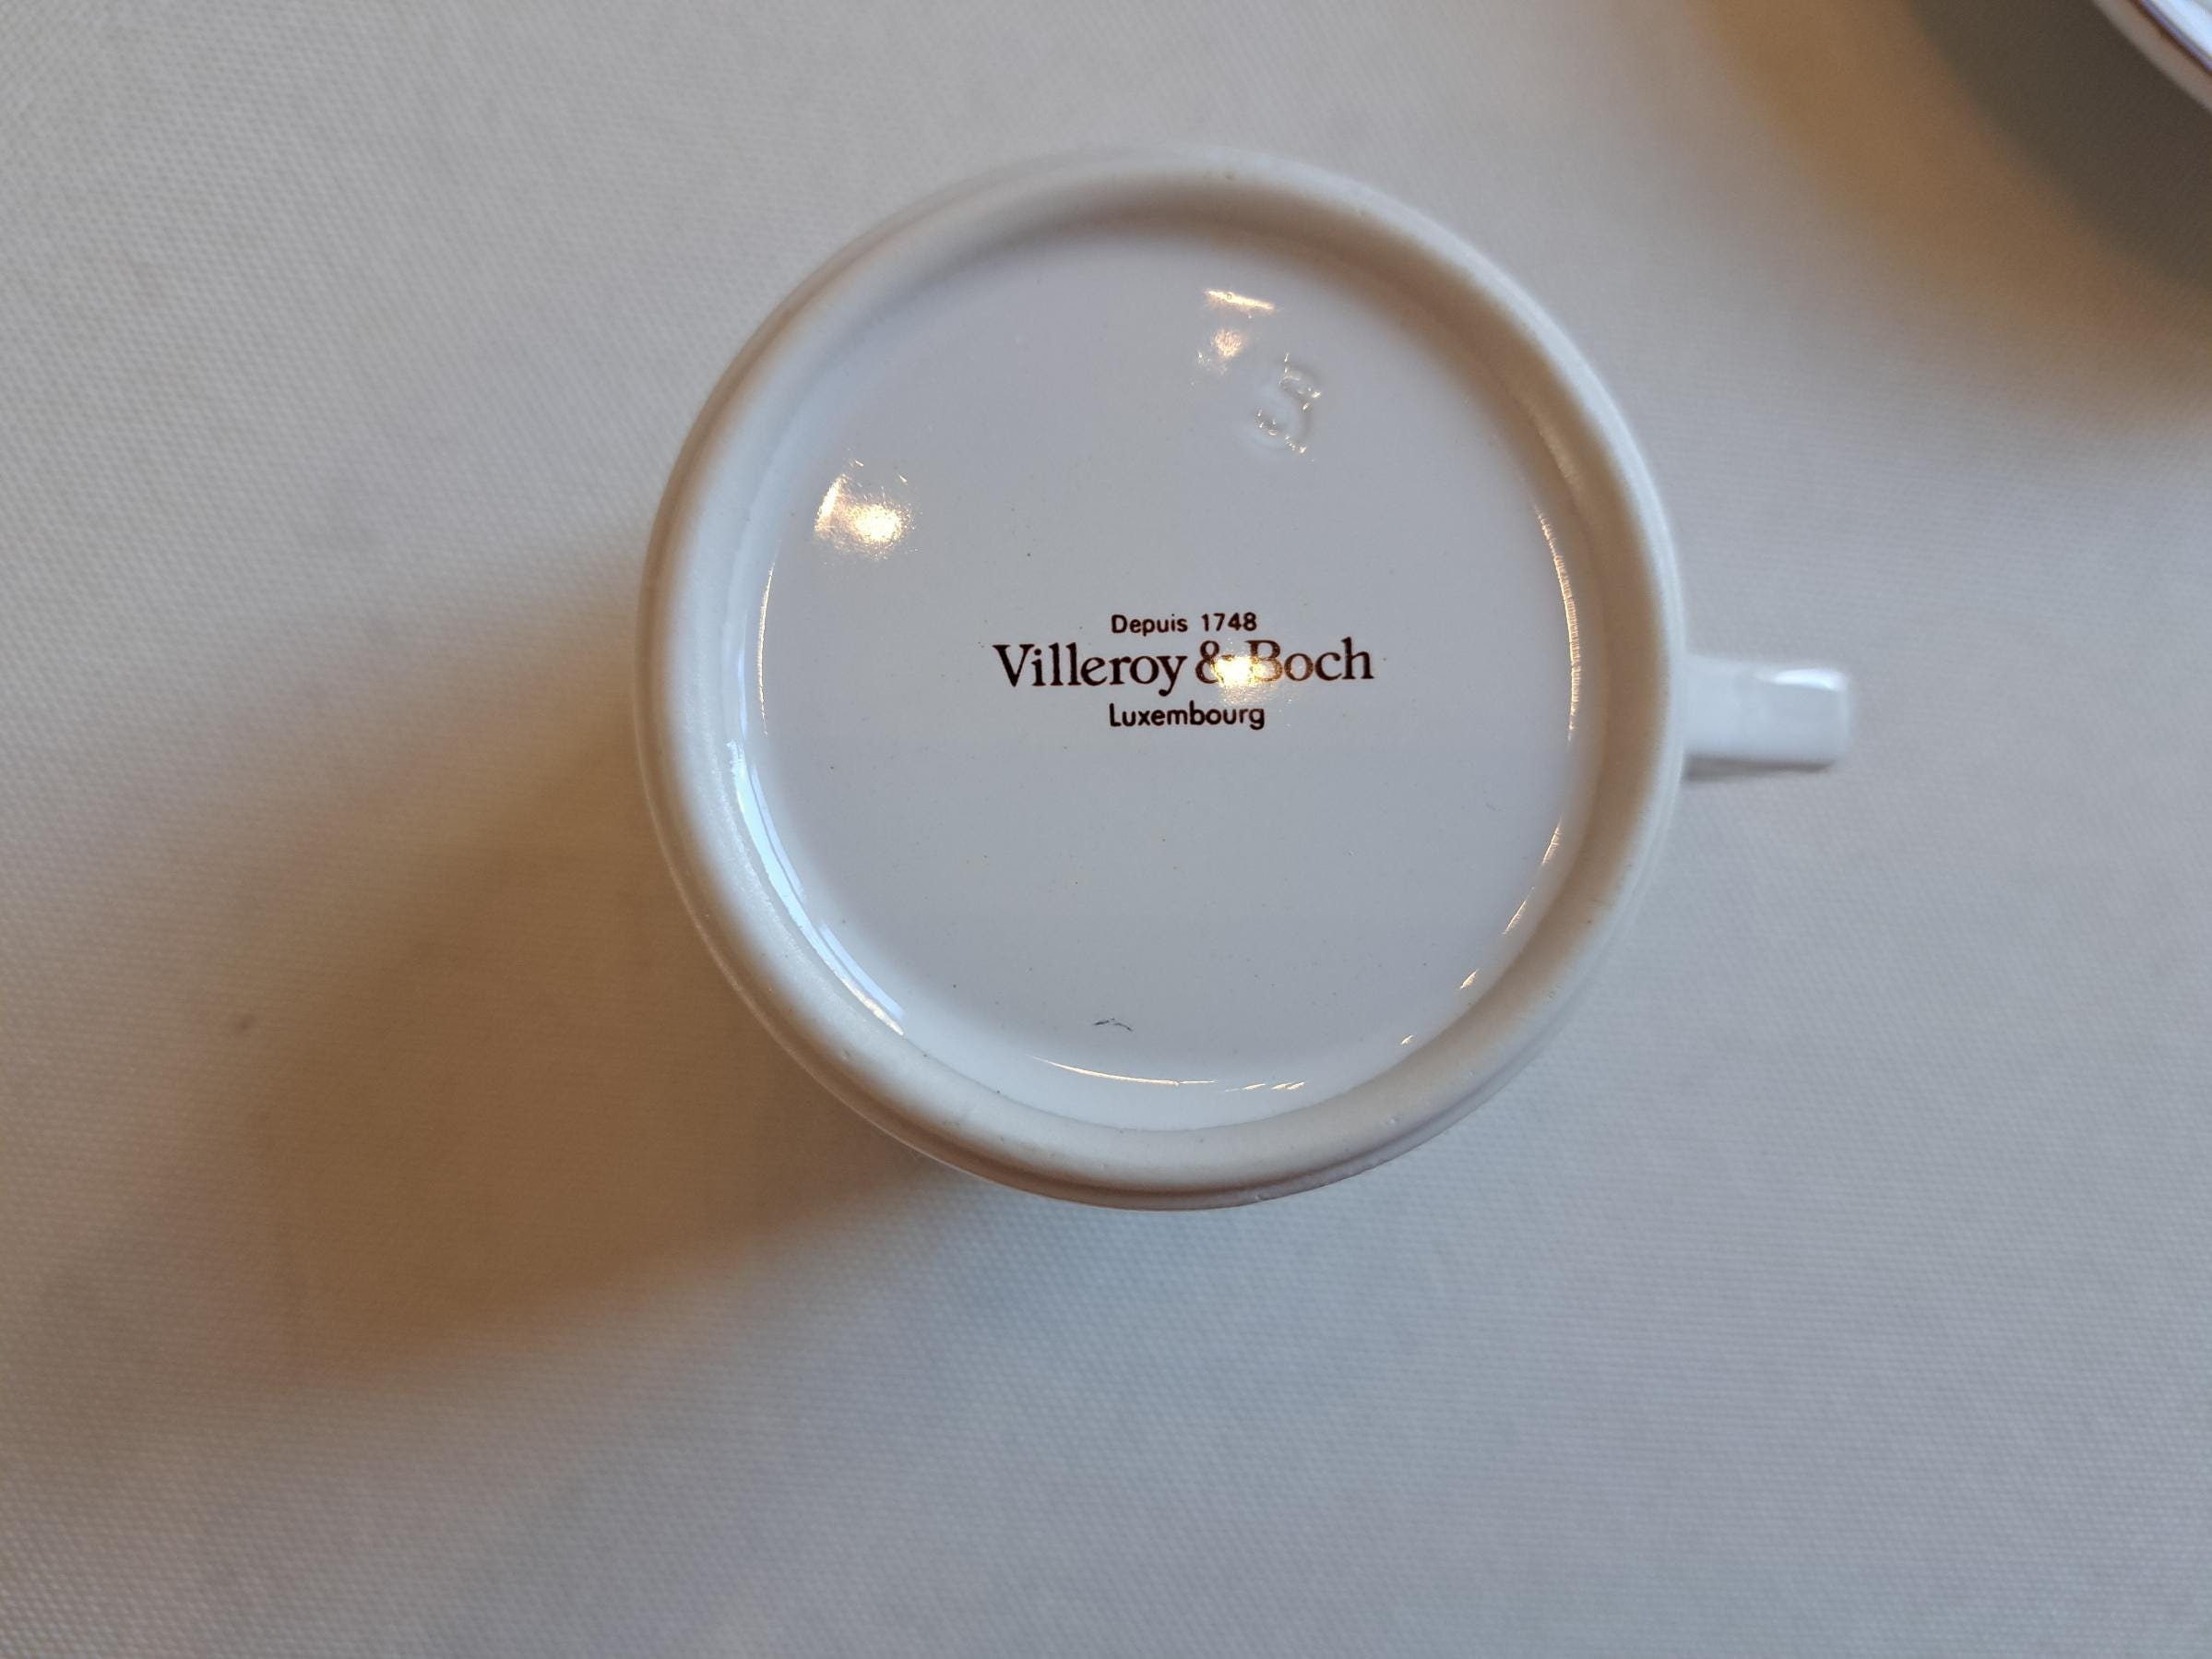 Depuis 1748
Villeroy & Boch
Luxembourg